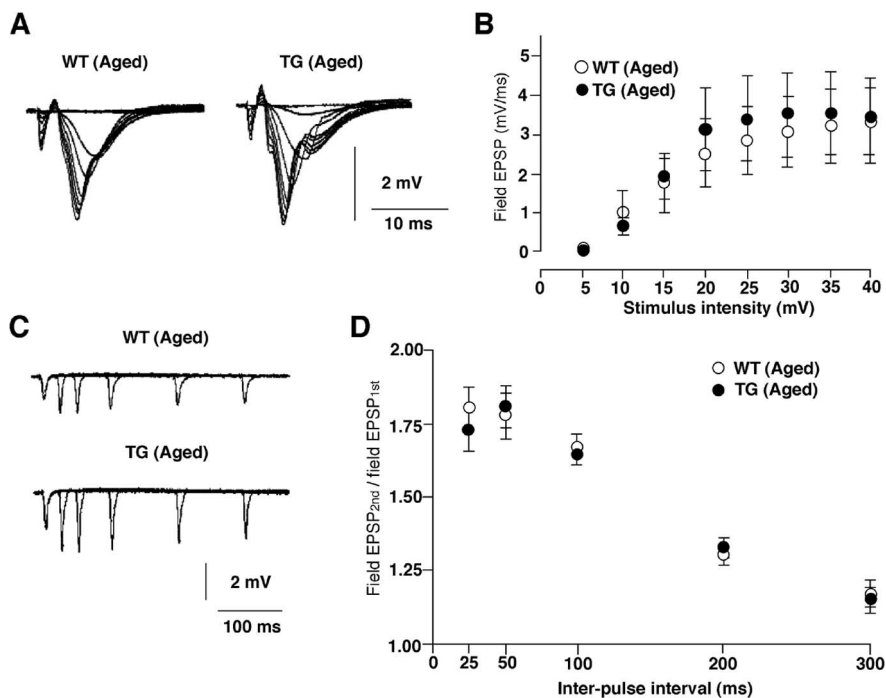 A
WT (Aged)
TG (Aged)
2 mV
10 ms
B
WT (Aged)
TG (Aged)
Field EPSP (mV/ms)
5
4
3
2
1
0
0 5 10 15 20 25 30 35 40
Stimulus intensity (mV)
C
WT (Aged)
TG (Aged)
2 mV
100 ms
D
WT (Aged)
TG (Aged)
Field EPSP2nd / field EPSP1st
2.00
1.75
1.50
1.25
1.00
0 25 50 100 200 300
Inter-pulse interval (ms)